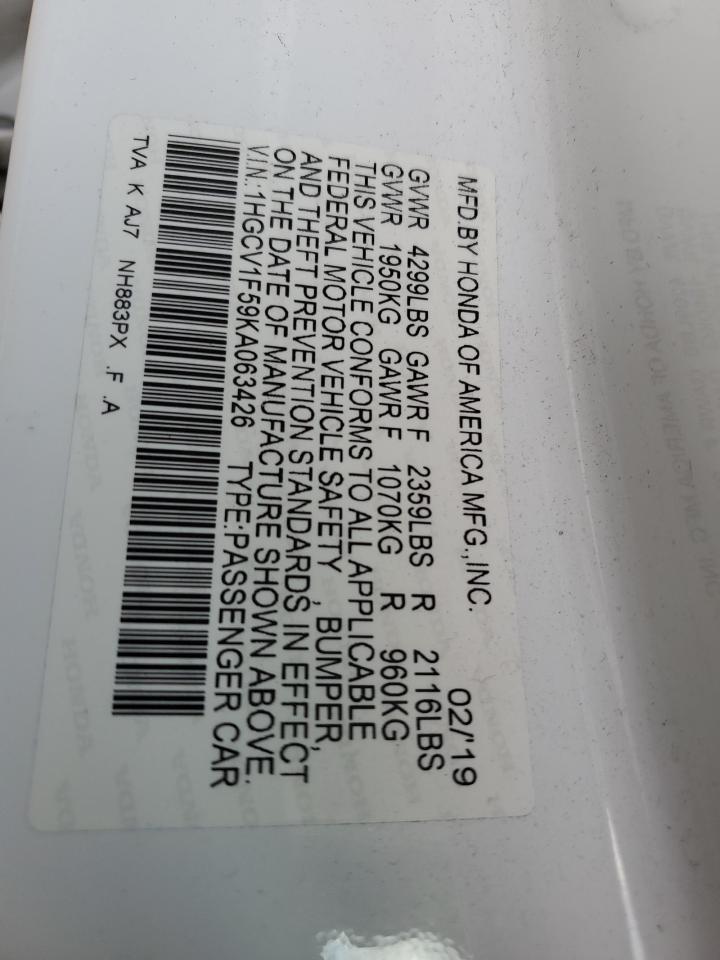 MFD.BY HONDA OF AMERICA MFG.,INC. 02/'19
GVWR 4299LBS GAWR F 2359LBS R 2116LBS
GVWR 1950KG GAWR F 1070KG R 960KG
THIS VEHICLE CONFORMS TO ALL APPLICABLE
FEDERAL MOTOR VEHICLE SAFETY , BUMPER,
AND THEFT PREVENTION STANDARDS IN EFFECT
ON THE DATE OF MANUFACTURE SHOWN ABOVE.
V.I.N.:1HGCV1F59KA063426 TYPE:PASSENGER CAR
TVA K AJ7 NH883PX .F .A